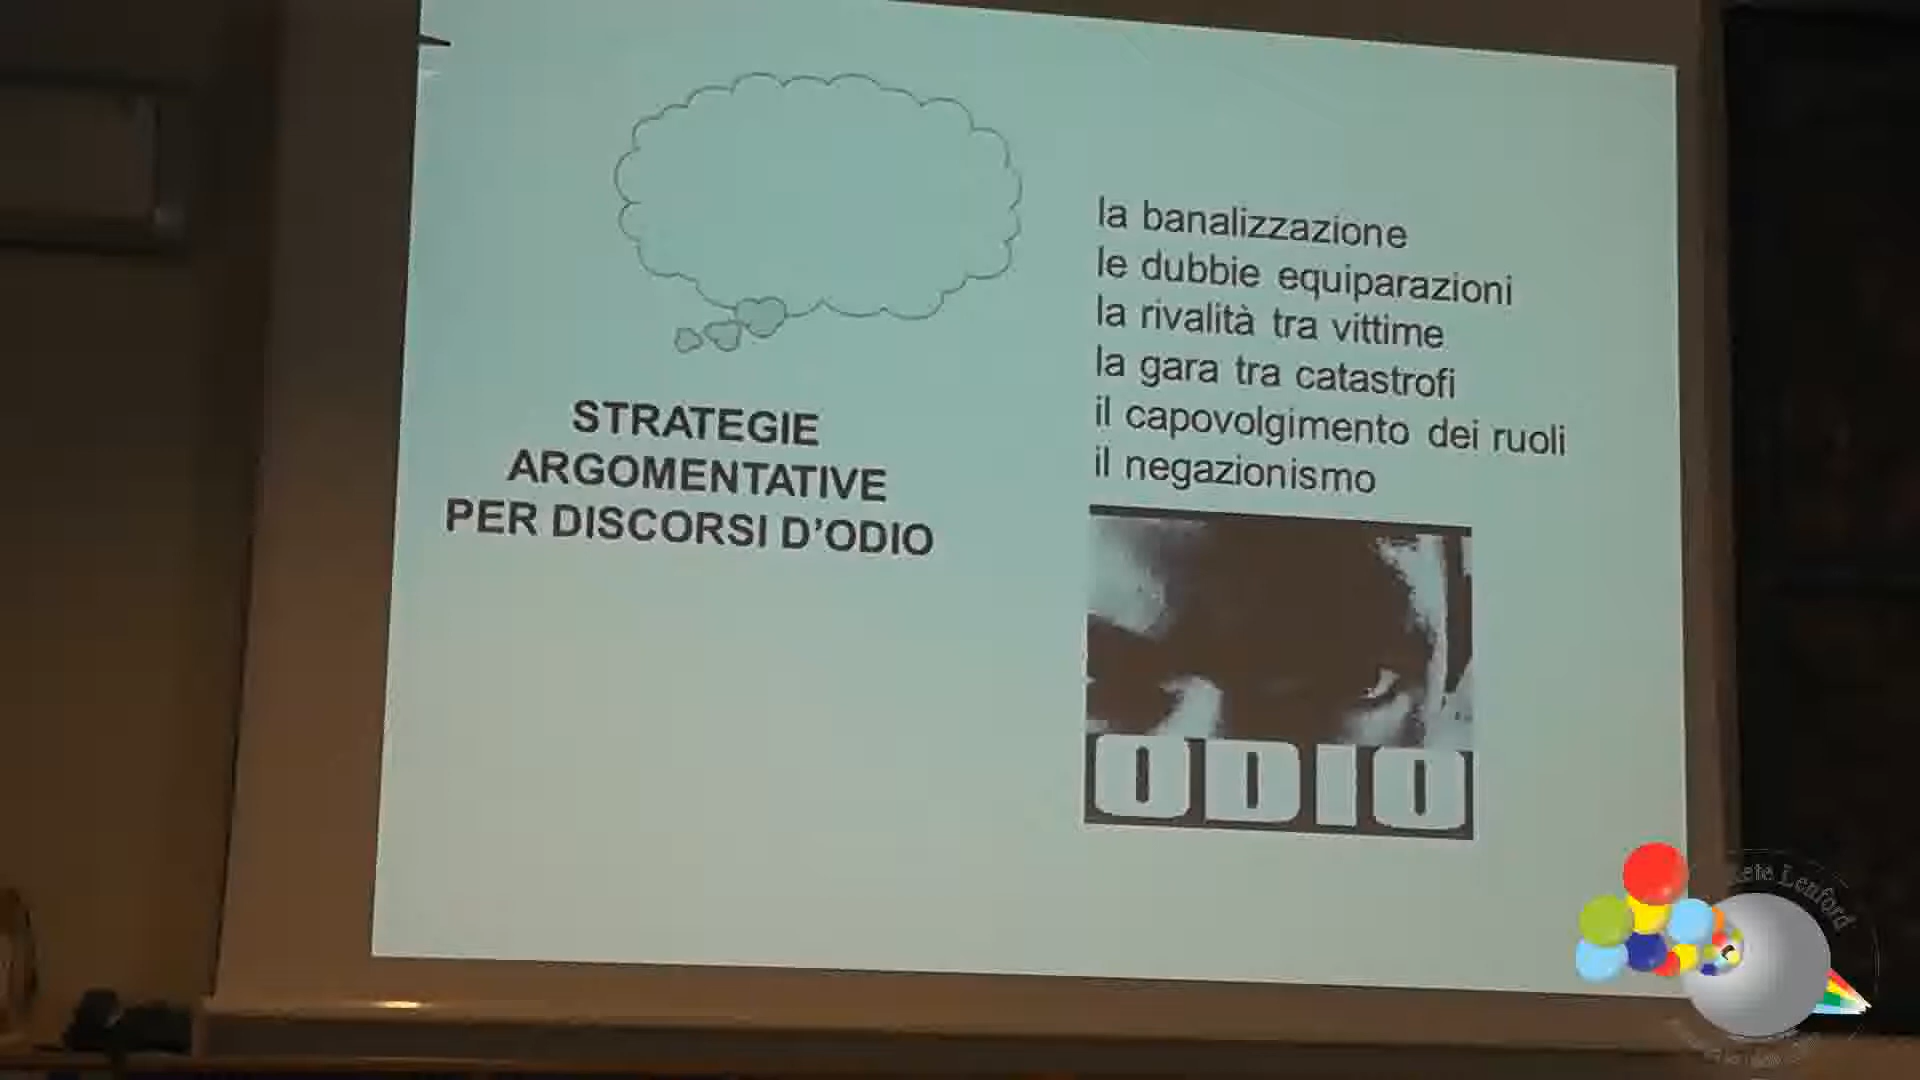 STRATEGIE
ARGOMENTATIVE
PER DISCORSI D'ODIO
la banalizzazione
le dubbie equiparazioni
la rivalità tra vittime
la gara tra catastrofi
il capovolgimento dei ruoli
il negazionismo
ODIO
Lenford